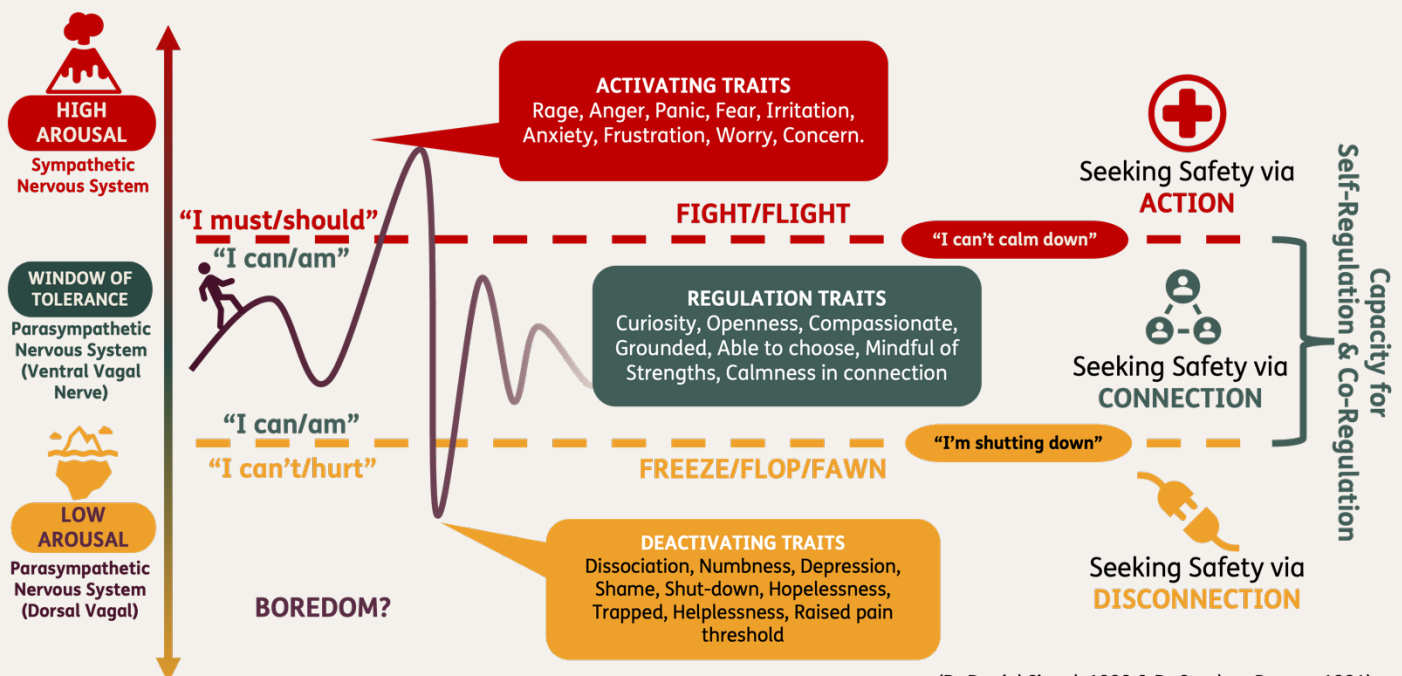 HIGH
AROUSAL
Sympathetic
Nervous System
ACTIVATING TRAITS
Rage, Anger, Panic, Fear, Irritation,
Anxiety, Frustration, Worry, Concern.
Seeking Safety via
ACTION
“I must/should”
FIGHT/FLIGHT
“I can’t calm down”
“I can/am”
WINDOW OF
TOLERANCE
Parasympathetic
Nervous System
(Ventral Vagal
Nerve)
REGULATION TRAITS
Curiosity, Openness, Compassionate,
Grounded, Able to choose, Mindful of
Strengths, Calmness in connection
Seeking Safety via
CONNECTION
Capacity for
Self-Regulation & Co-Regulation
“I can/am”
“I’m shutting down”
“I can’t/hurt”
FREEZE/FLOP/FAWN
LOW
AROUSAL
Parasympathetic
Nervous System
(Dorsal Vagal)
BOREDOM?
DEACTIVATING TRAITS
Dissociation, Numbness, Depression,
Shame, Shut-down, Hopelessness,
Trapped, Helplessness, Raised pain
threshold
Seeking Safety via
DISCONNECTION